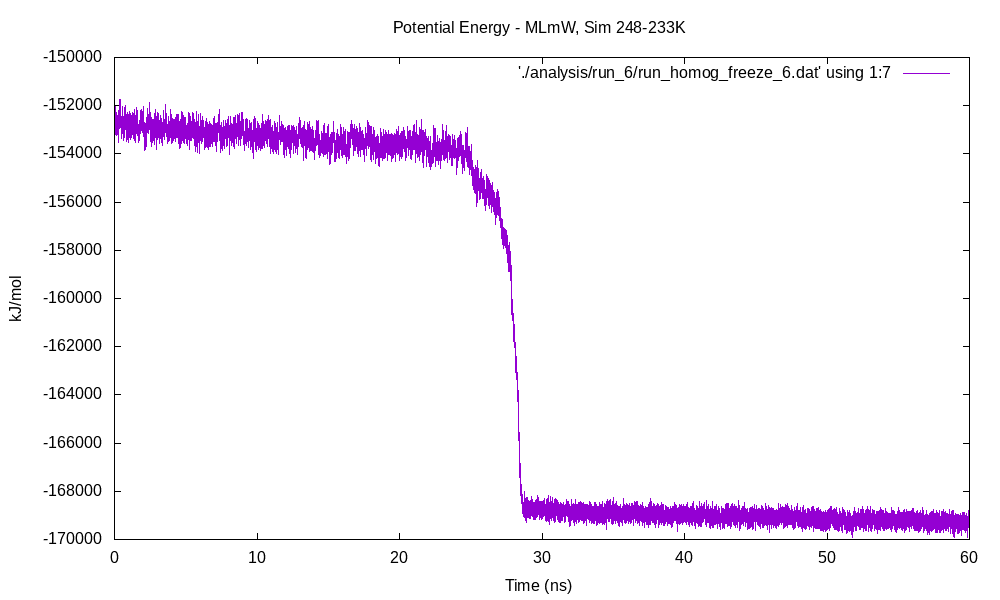 Potential Energy - MLmW, Sim 248-233K
'./analysis/run_6/run_homog_freeze_6.dat' using 1:7
-150000
-152000
-154000
-156000
-158000
-160000
-162000
-164000
-166000
-168000
-170000
kJ/mol
0 10 20 30 40 50 60
Time (ns)